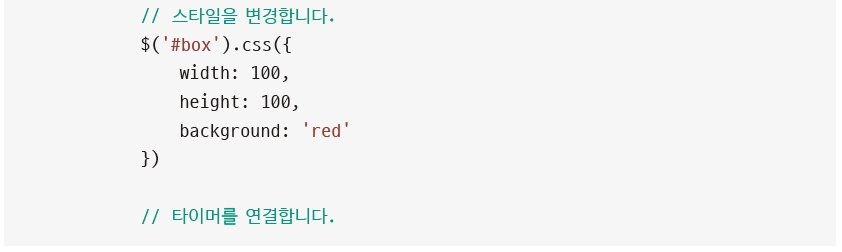 // 스타일을 변경합니다.
$('#box').css({
    width: 100,
    height: 100,
    background: 'red'
})
// 타이머를 연결합니다.